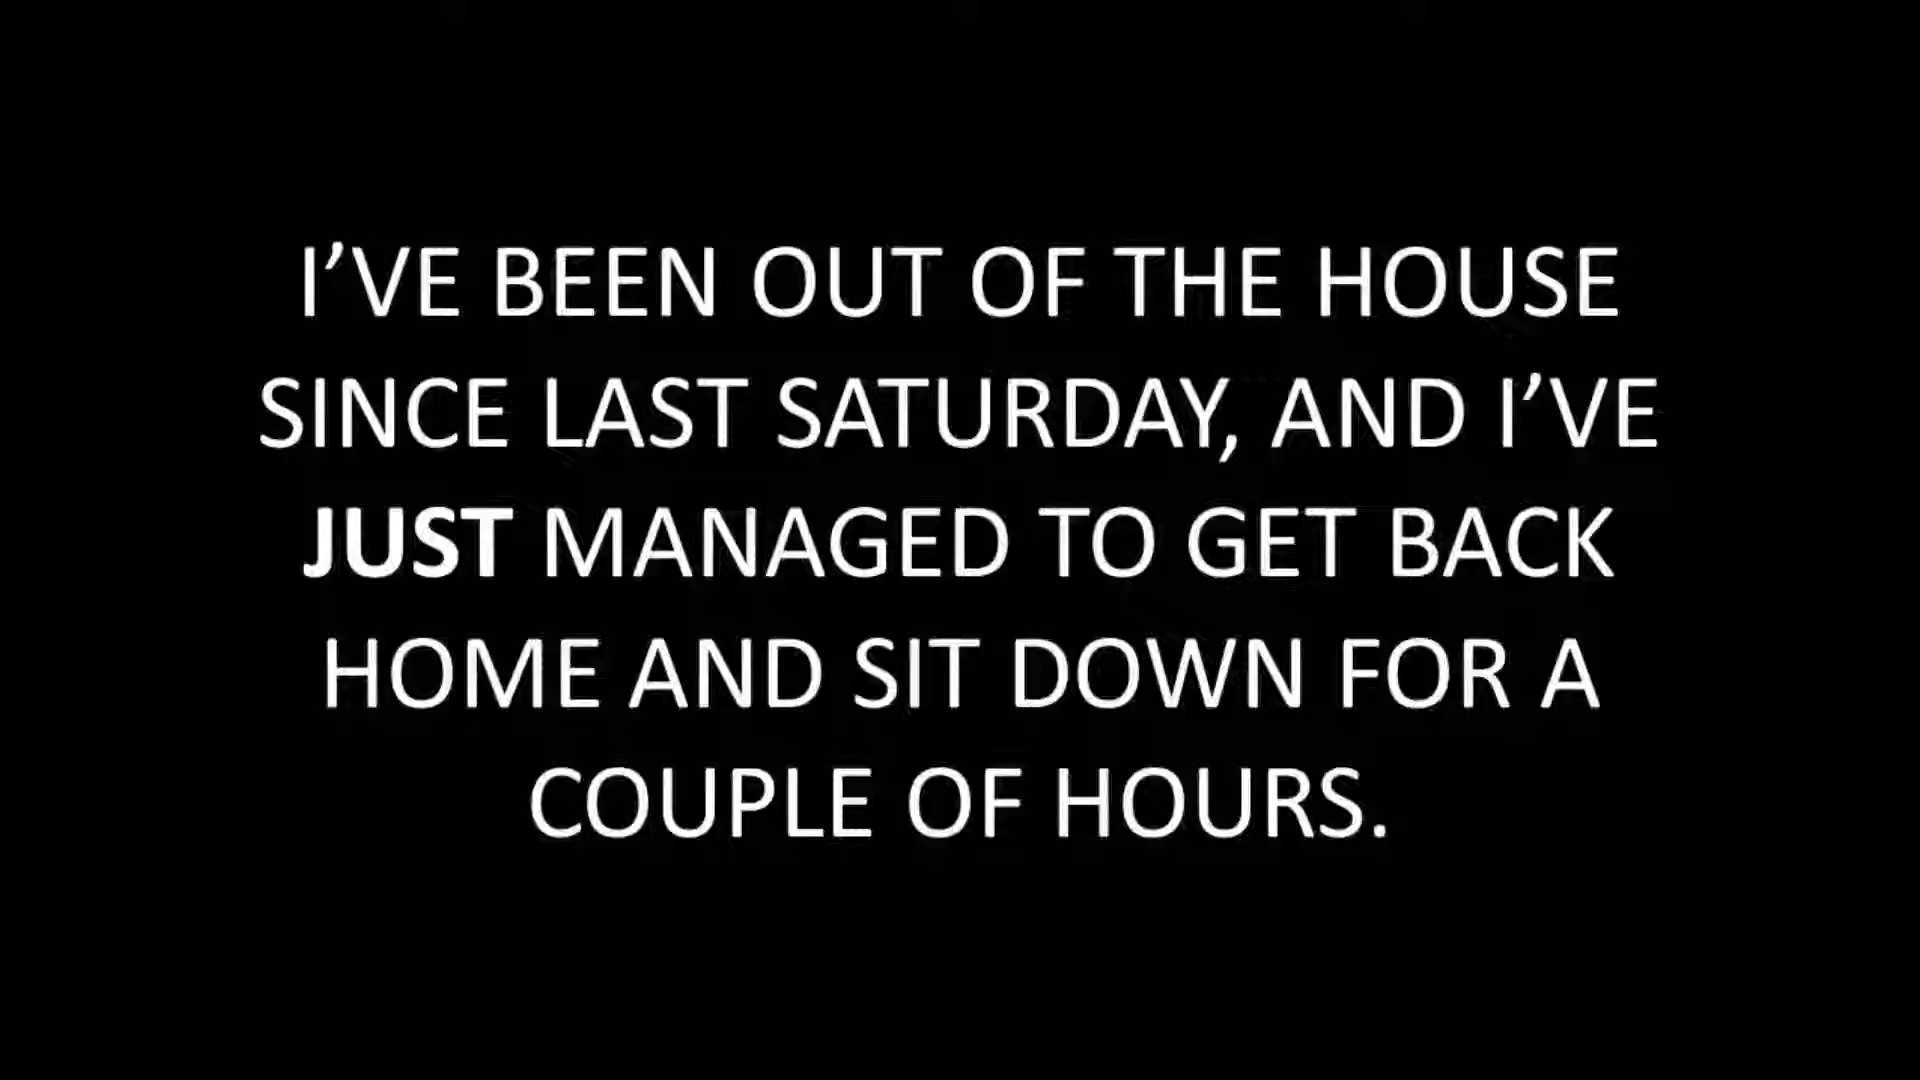 I’VE BEEN OUT OF THE HOUSE
SINCE LAST SATURDAY, AND I’VE
JUST MANAGED TO GET BACK
HOME AND SIT DOWN FOR A
COUPLE OF HOURS.